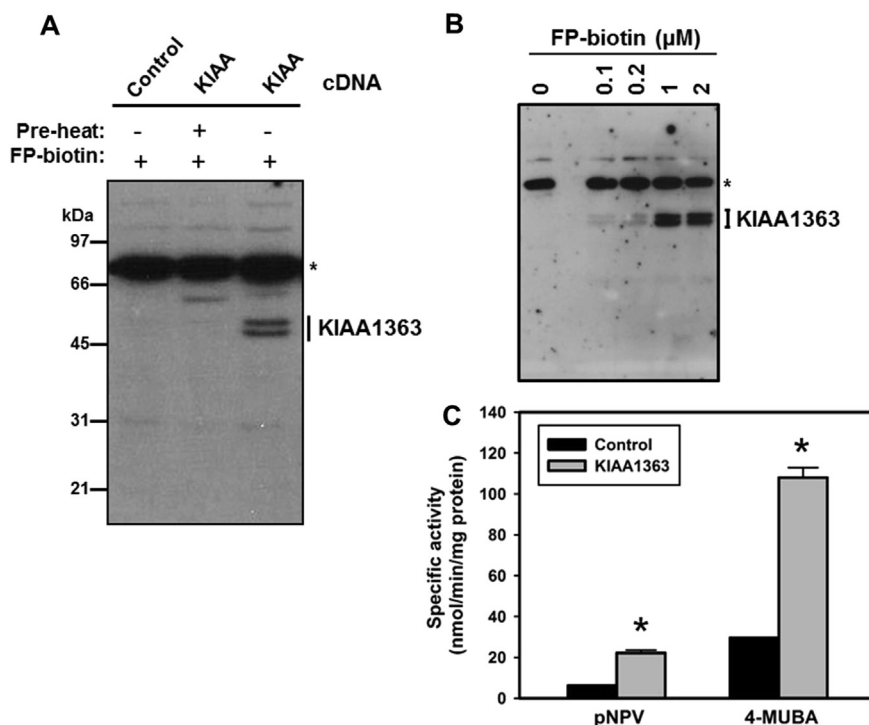 A
Control
KIAA
KIAA
cDNA
Pre-heat: - + -
FP-biotin: + + +
kDa
97
66
45
31
21
*
KIAA1363
B
FP-biotin (µM)
0 0.1 0.2 1 2
*
KIAA1363
C
140
120
100
80
60
40
20
0
Specific activity
(nmol/min/mg protein)
Control
KIAA1363
*
*
pNPV
4-MUBA